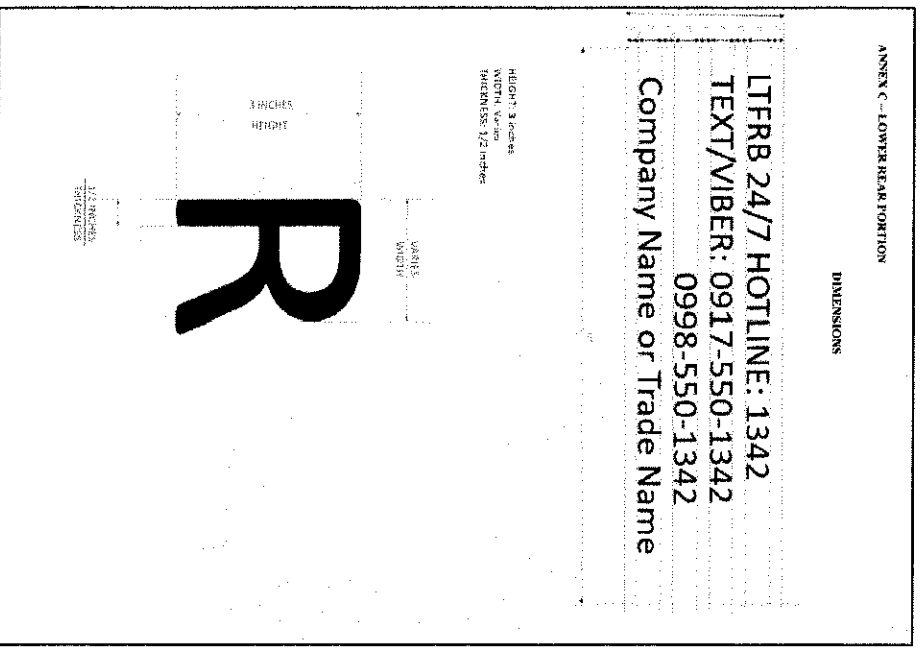 ANNEX C – LOWER REAR PORTION
DIMENSIONS
LTFRB 24/7 HOTLINE: 1342
TEXT/VIBER: 0917-550-1342
0998-550-1342
Company Name or Trade Name
HEIGHT: 3 inches
WIDTH: Varies
THICKNESS: 1/2 inches
VARIES
WIDTH
3 INCHES
HEIGHT
R
1/2 INCHES
THICKNESS